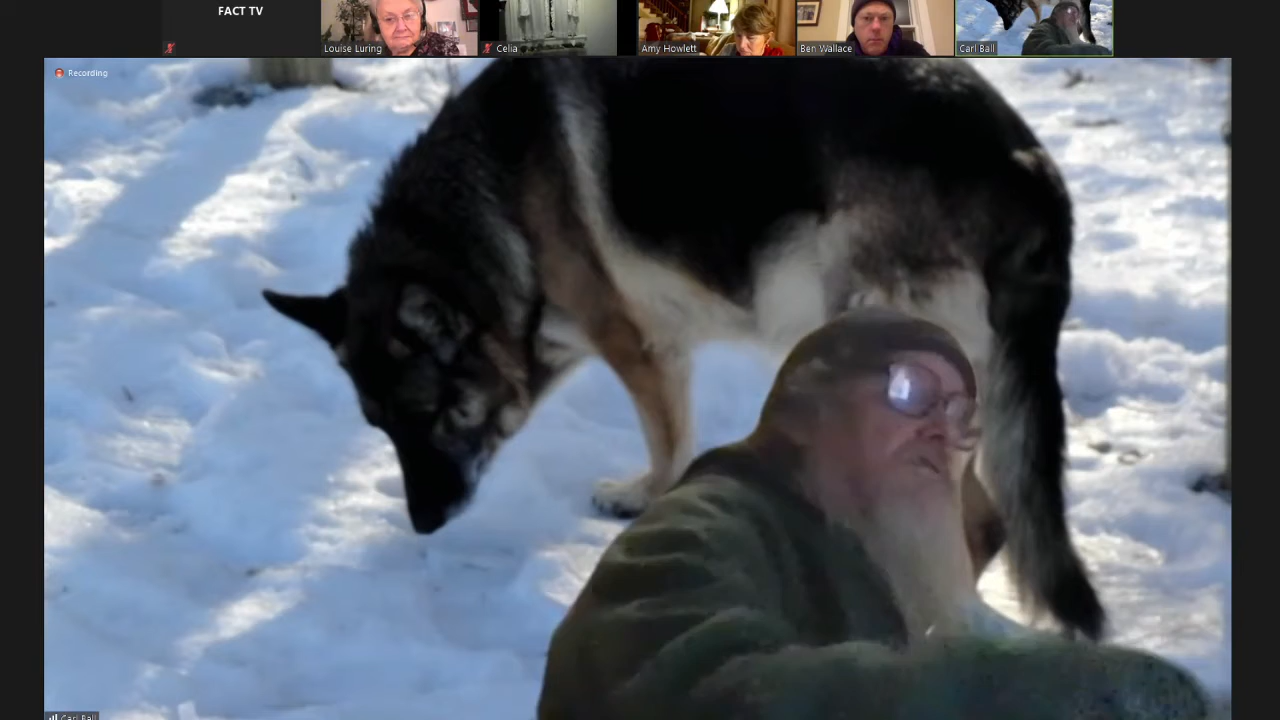 FACT TV
Louise Luring
Celia
Amy Howlett
Ben Wallace
Carl Ball
Recording
Carl Ball